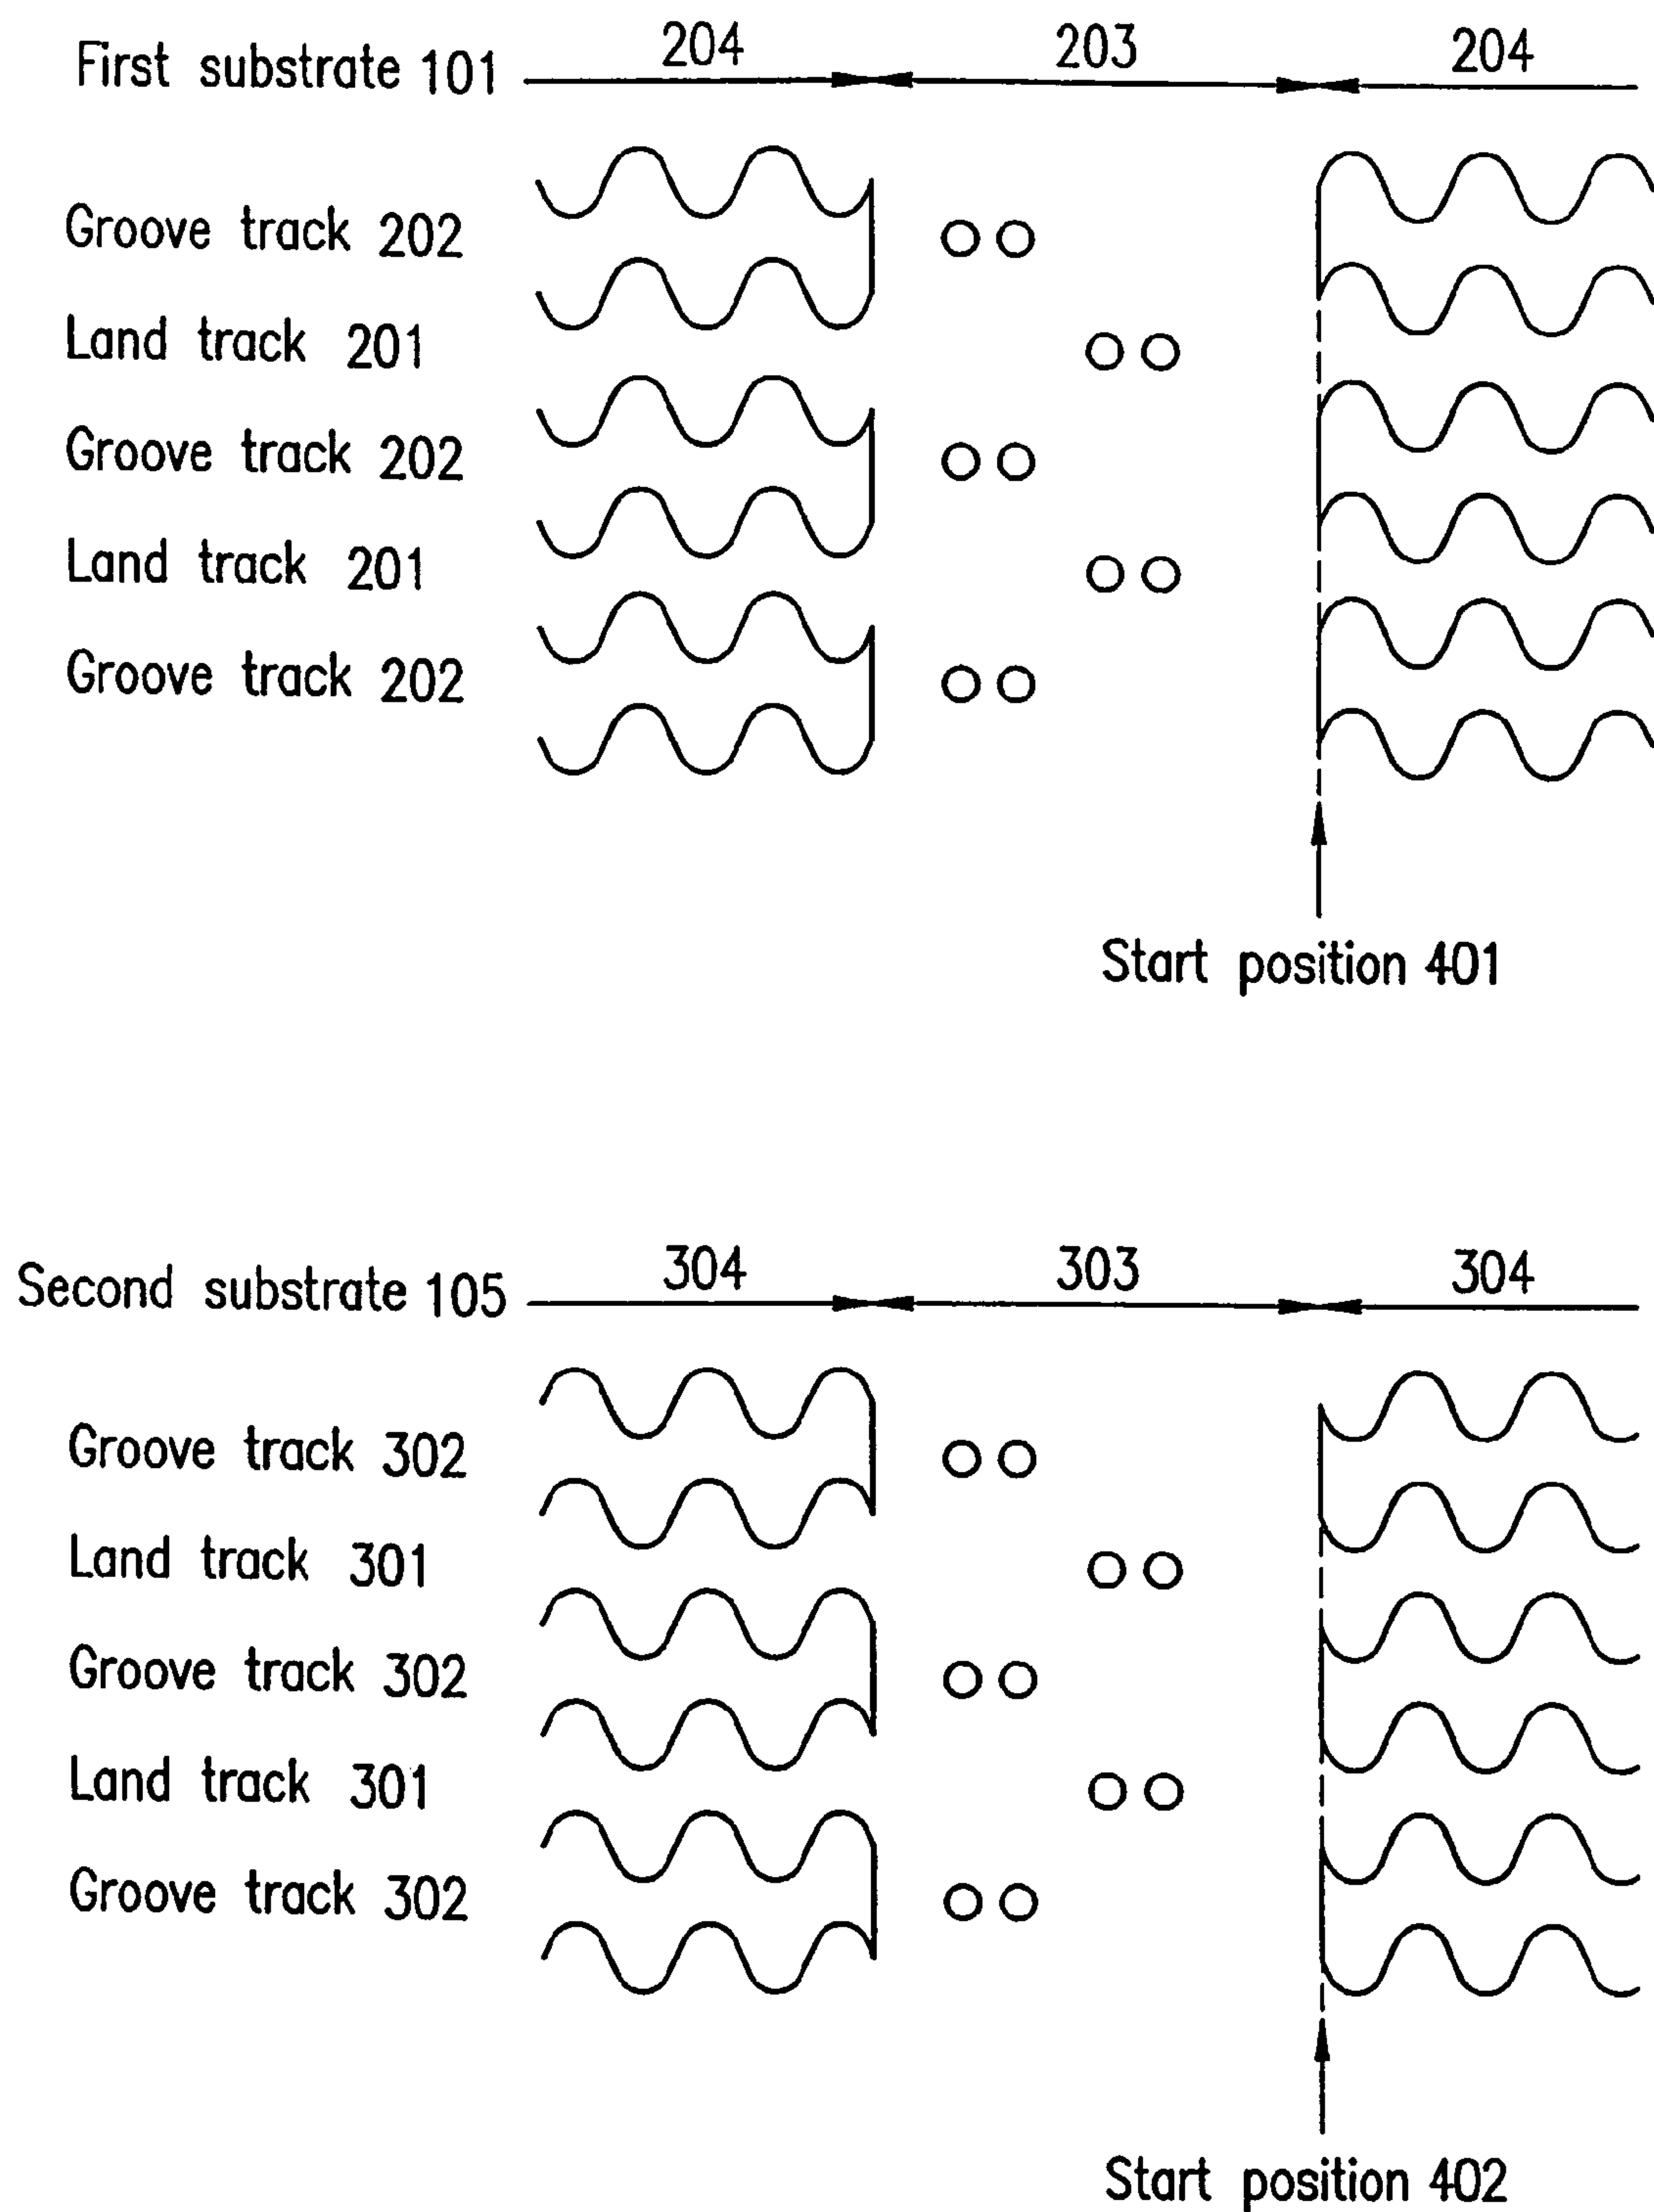 First substrate 101 204 203 204
Groove track 202
Land track 201
Groove track 202
Land track 201
Groove track 202
Start position 401
Second substrate 105 304 303 304
Groove track 302
Land track 301
Groove track 302
Land track 301
Groove track 302
Start position 402